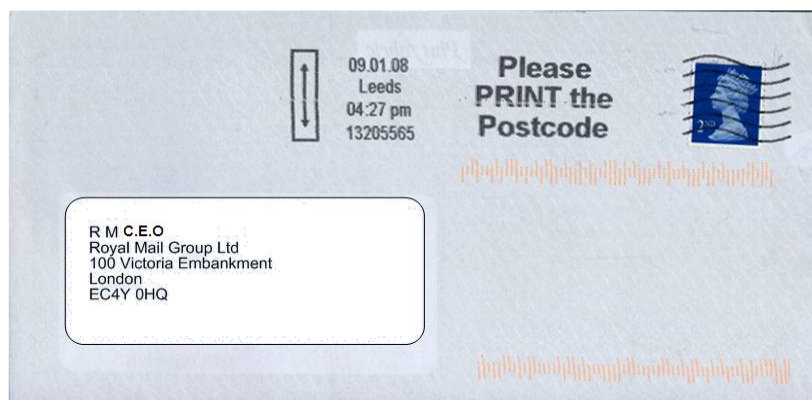 09.01.08
Leeds
04:27 pm
13205565
Please
PRINT the
Postcode
2ND
R M C.E.O
Royal Mail Group Ltd
100 Victoria Embankment
London
EC4Y 0HQ